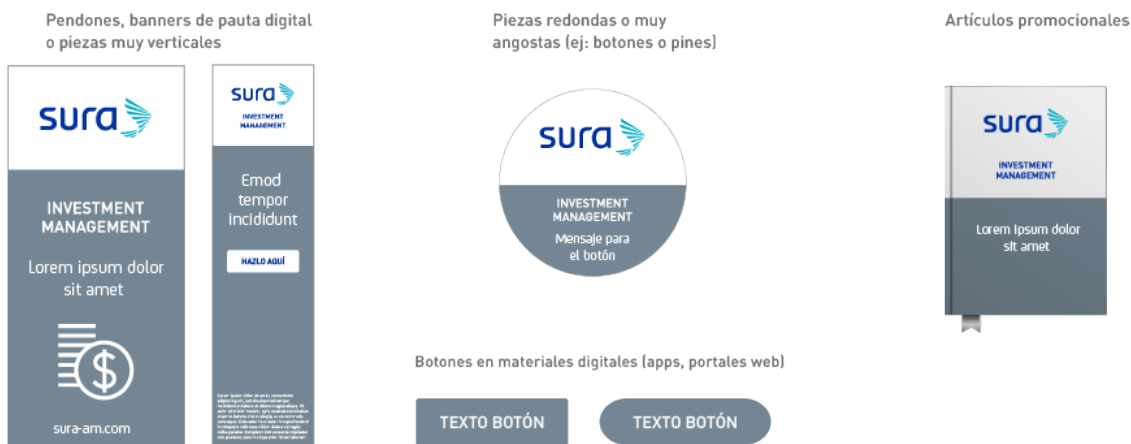 Pendones, banners de pauta digital
o piezas muy verticales
sura
INVESTMENT
MANAGEMENT
Lorem ipsum dolor
sit amet
$
sura-am.com
sura
INVESTMENT
MANAGEMENT
Emod
tempor
incididunt
HAZLO AQUÍ
Piezas redondas o muy
angostas (ej: botones o pines)
sura
INVESTMENT
MANAGEMENT
Mensaje para
el botón
Botones en materiales digitales (apps, portales web)
TEXTO BOTÓN
TEXTO BOTÓN
Artículos promocionales
sura
INVESTMENT
MANAGEMENT
Lorem ipsum dolor
sit amet